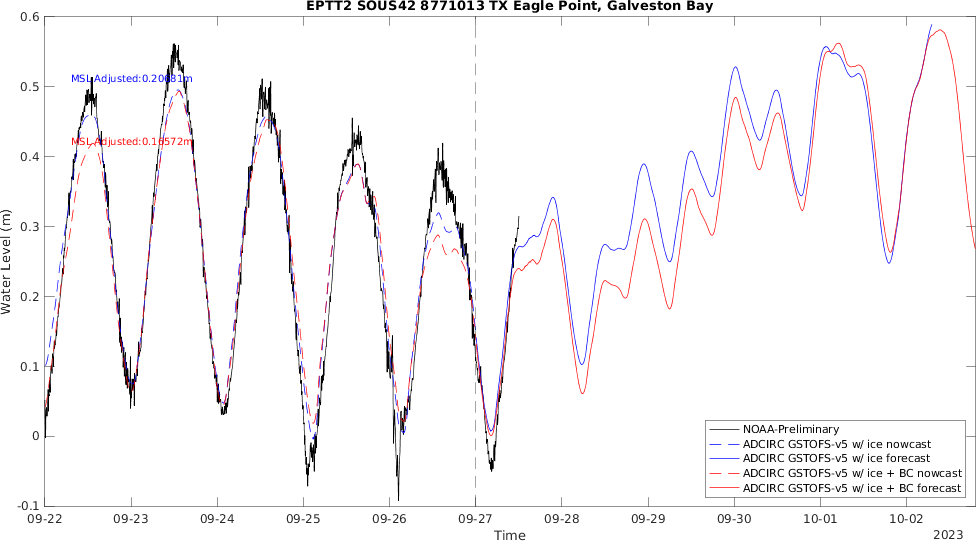 EPTT2 SOUS42 8771013 TX Eagle Point, Galveston Bay
0.6
0.5
0.4
0.3
0.2
0.1
0
-0.1
Water Level (m)
MSL Adjusted:0.20681m
MSL Adjusted:0.16572m
NOAA-Preliminary
ADCIRC GSTOFS-v5 w/ ice nowcast
ADCIRC GSTOFS-v5 w/ ice forecast
ADCIRC GSTOFS-v5 w/ ice + BC nowcast
ADCIRC GSTOFS-v5 w/ ice + BC forecast
09-22 09-23 09-24 09-25 09-26 09-27 09-28 09-29 09-30 10-01 10-02
Time
2023